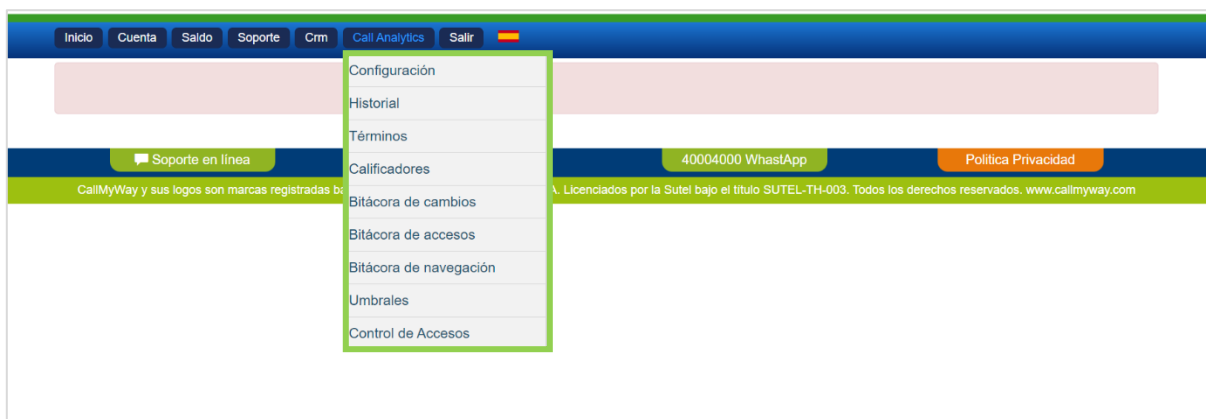 Inicio Cuenta Saldo Soporte Crm Call Analytics Salir
Configuración
Historial
Términos
Calificadores
Bitácora de cambios
Bitácora de accesos
Bitácora de navegación
Umbrales
Control de Accesos
Soporte en línea 40004000 WhastApp Politica Privacidad
CallMyWay y sus logos son marcas registradas A. Licenciados por la Sutel bajo el título SUTEL-TH-003. Todos los derechos reservados. www.callmyway.com